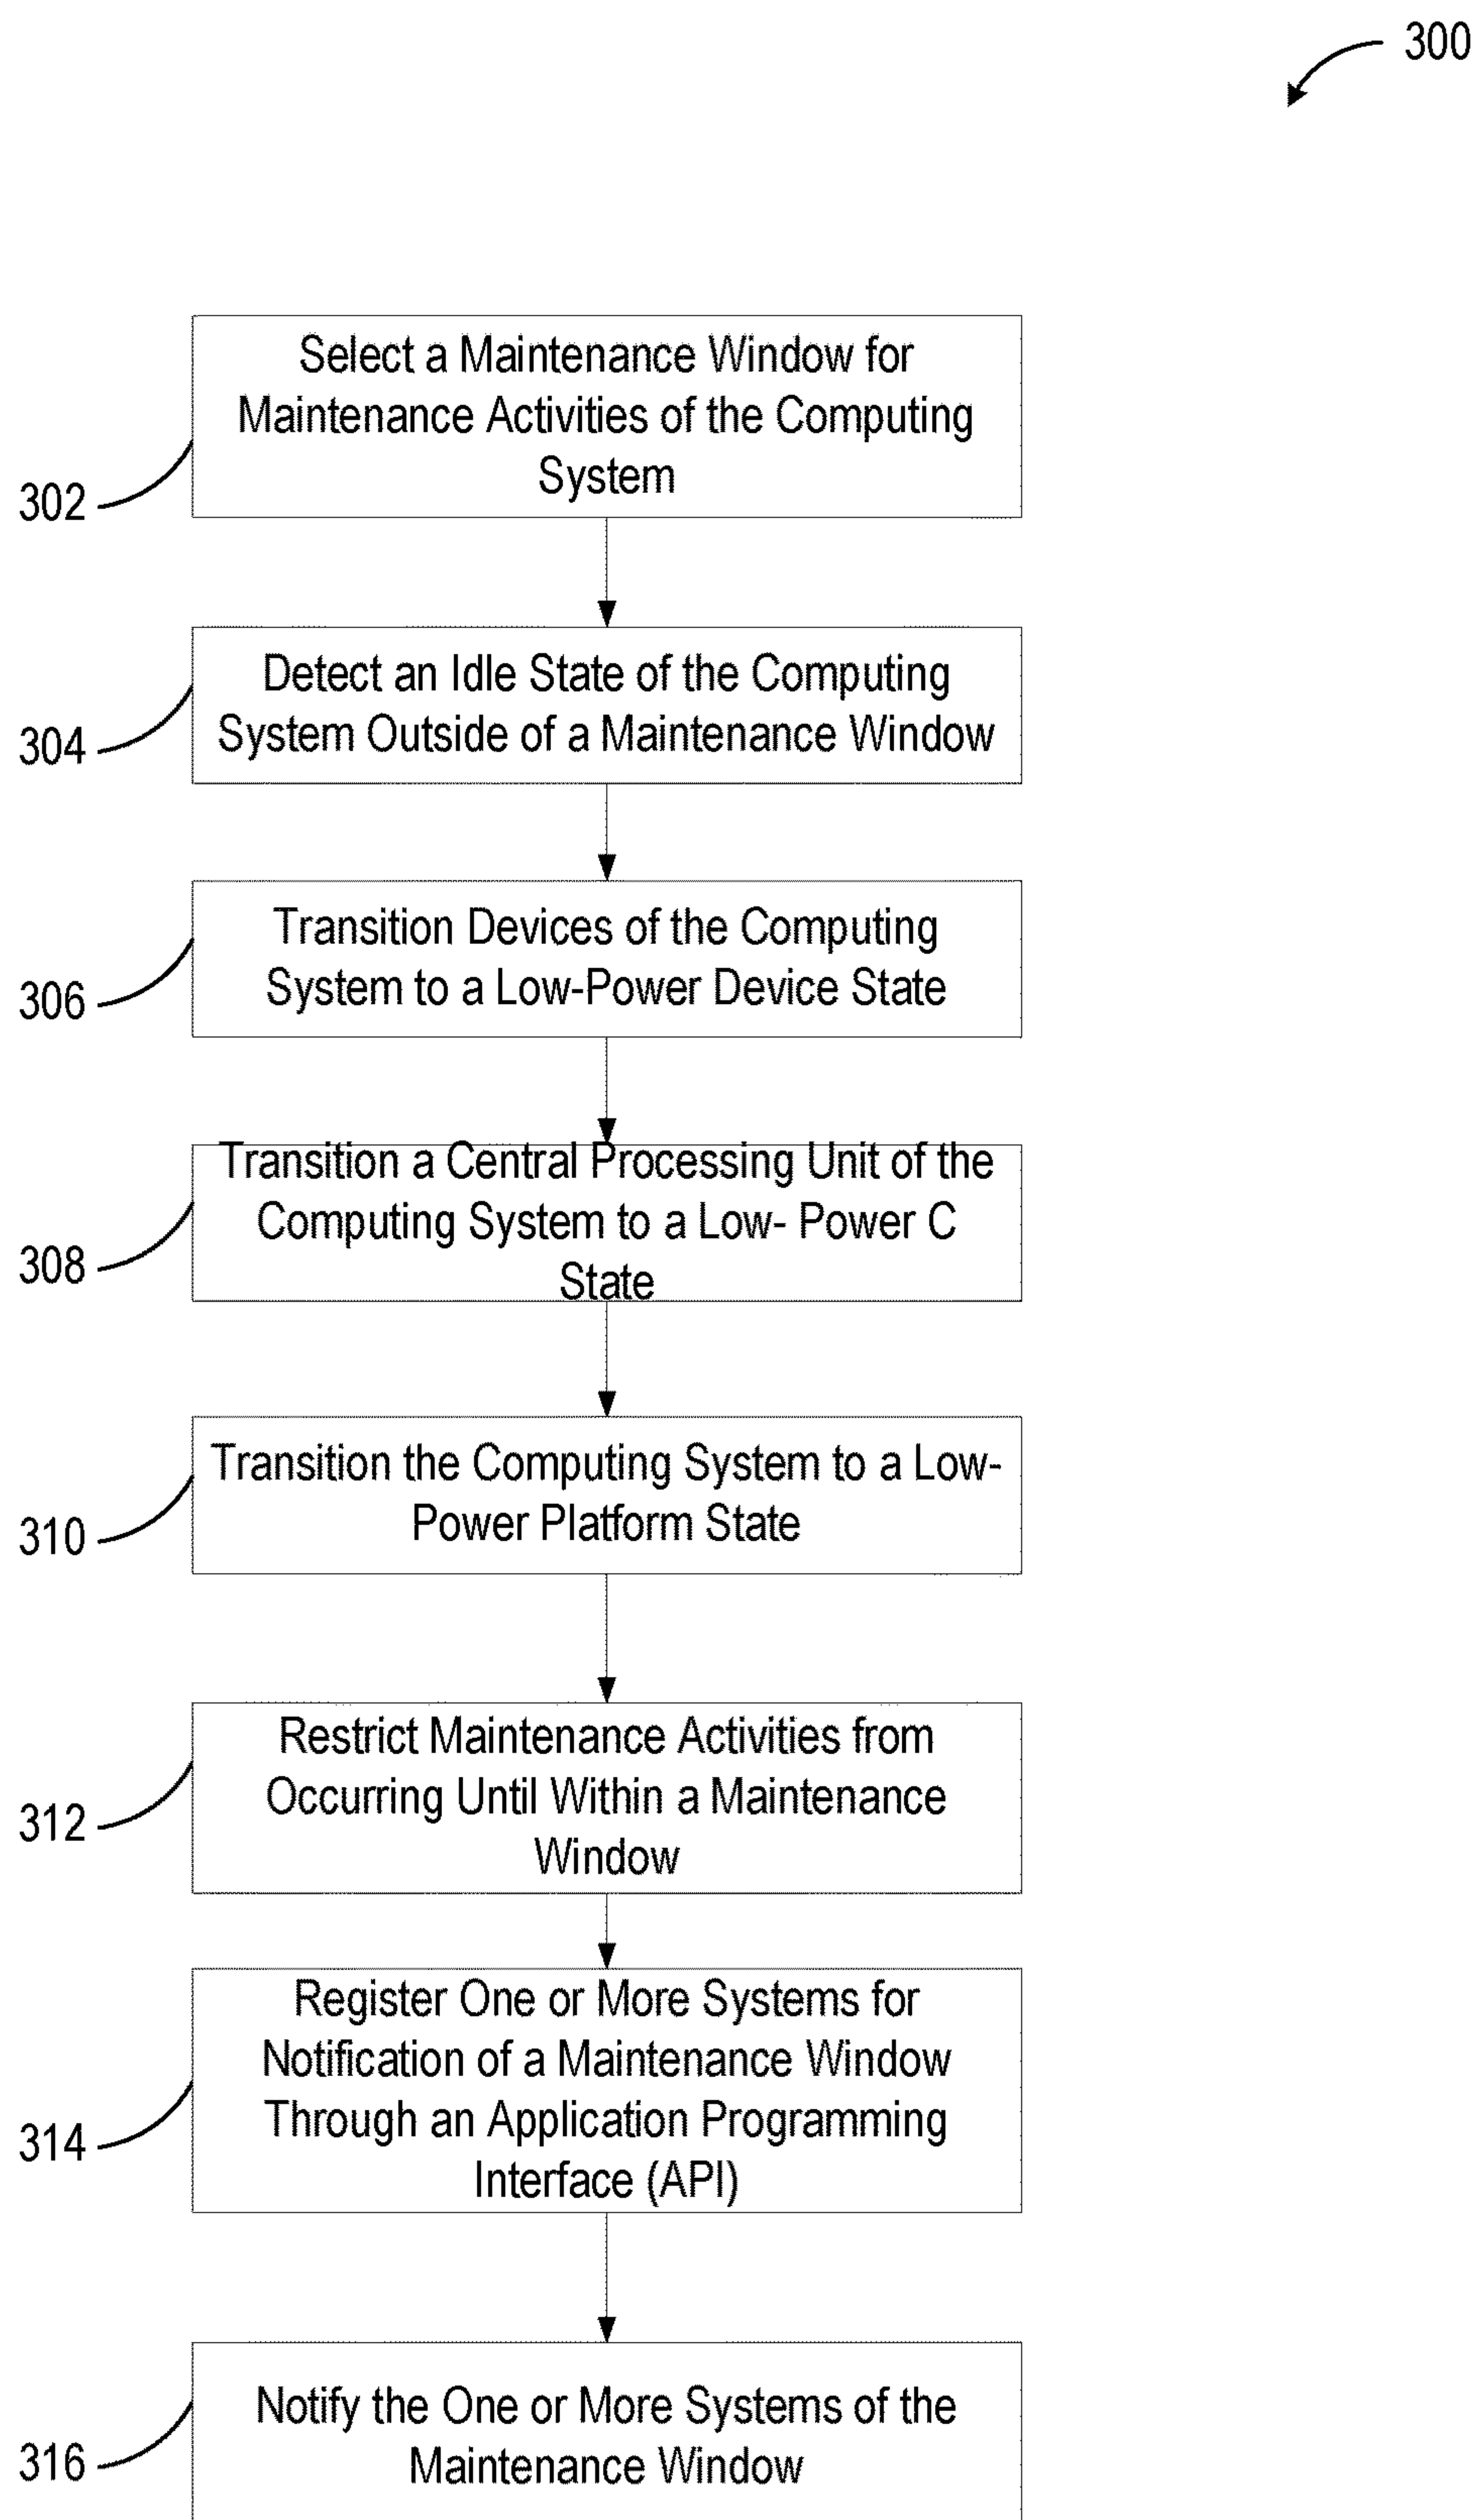 300
Select a Maintenance Window for
Maintenance Activities of the Computing
System
302
Detect an Idle State of the Computing
System Outside of a Maintenance Window
304
Transition Devices of the Computing
System to a Low-Power Device State
306
Transition a Central Processing Unit of the
Computing System to a Low- Power C
State
308
Transition the Computing System to a Low-
Power Platform State
310
Restrict Maintenance Activities from
Occurring Until Within a Maintenance
Window
312
Register One or More Systems for
Notification of a Maintenance Window
Through an Application Programming
Interface (API)
314
Notify the One or More Systems of the
Maintenance Window
316